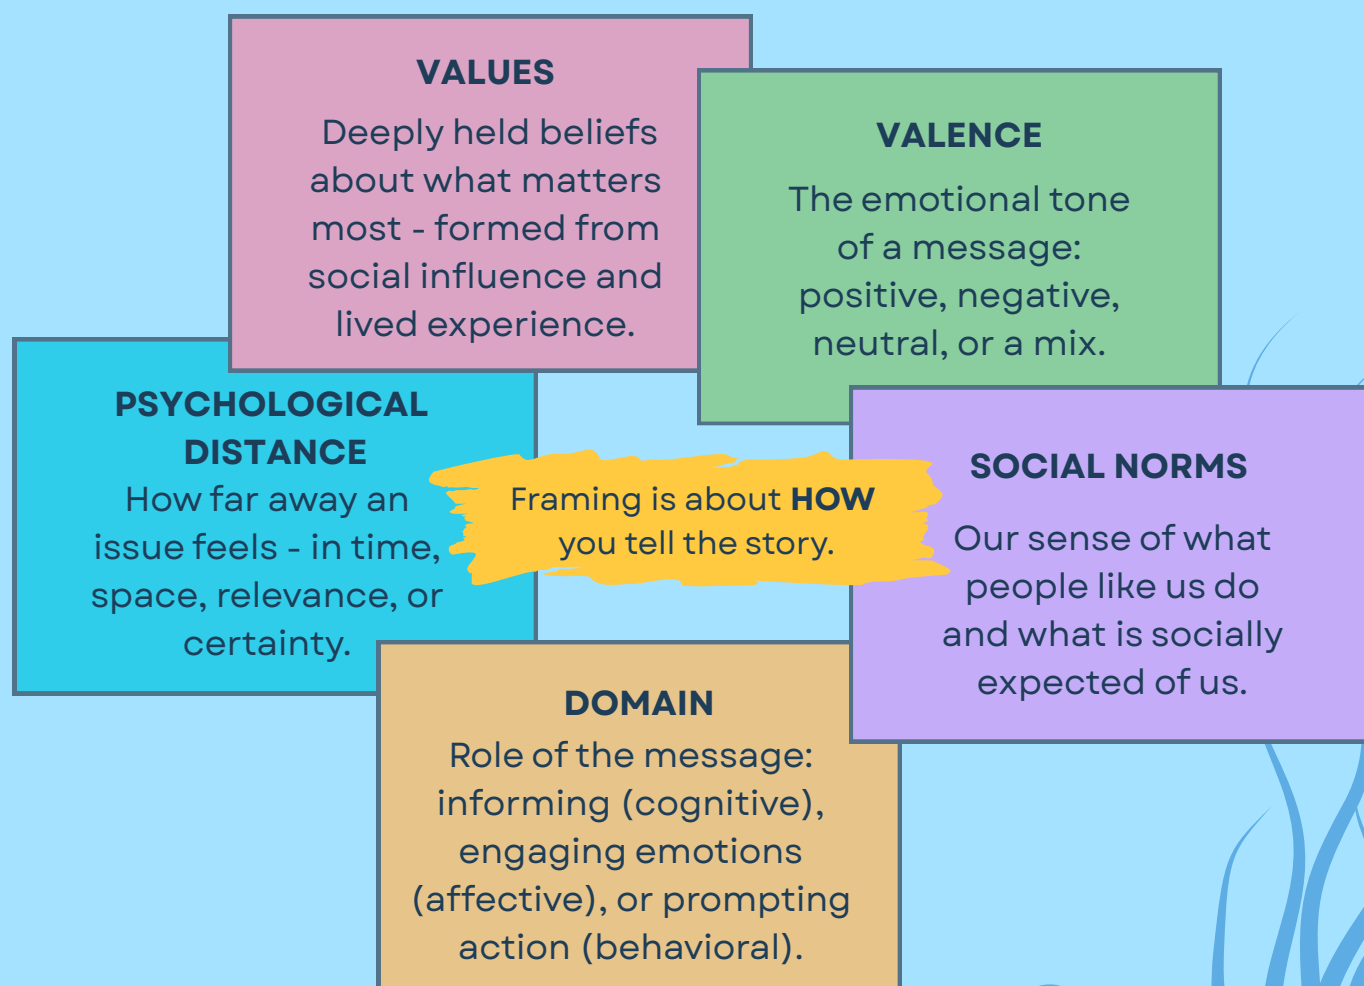 VALUES
Deeply held beliefs
about what matters
most - formed from
social influence and
lived experience.
VALENCE
The emotional tone
of a message:
positive, negative,
neutral, or a mix.
PSYCHOLOGICAL
DISTANCE
How far away an
issue feels - in time,
space, relevance, or
certainty.
Framing is about HOW
you tell the story.
SOCIAL NORMS
Our sense of what
people like us do
and what is socially
expected of us.
DOMAIN
Role of the message:
informing (cognitive),
engaging emotions
(affective), or prompting
action (behavioral).